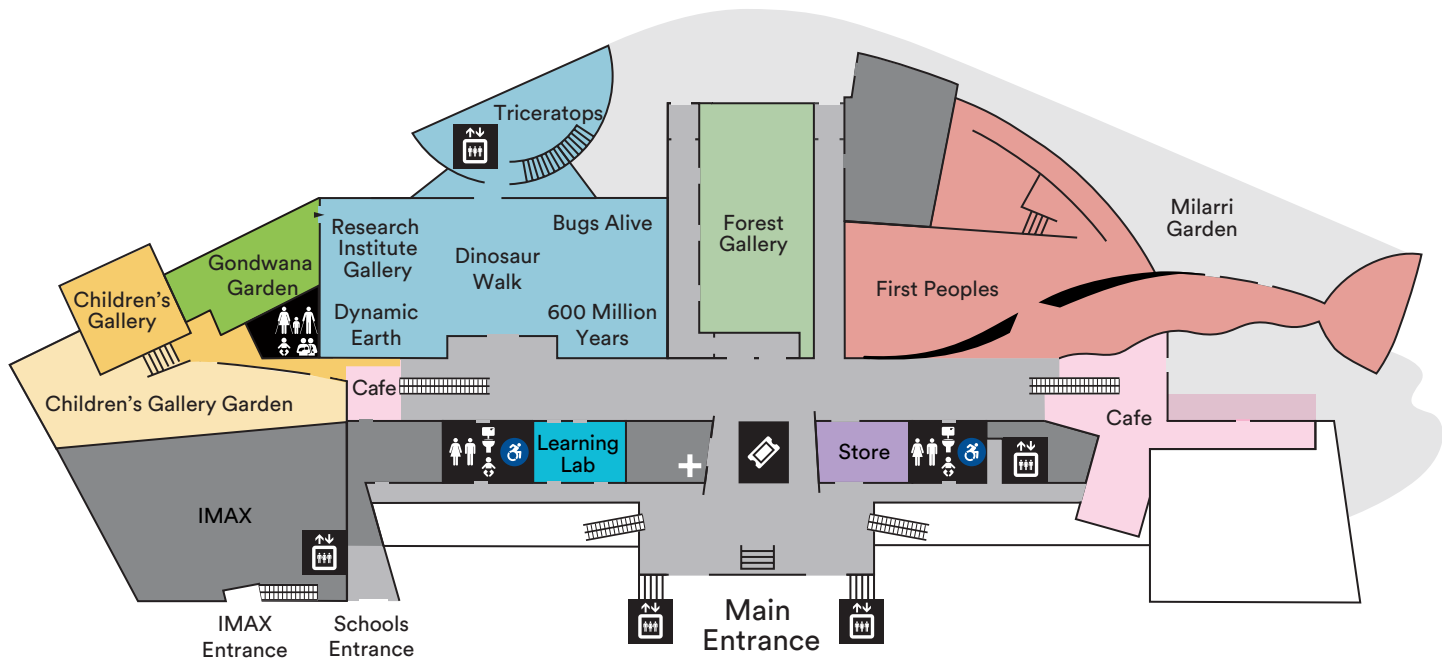 Triceratops
Bugs Alive
Research
Institute
Gallery
Dinosaur
Walk
Dynamic
Earth
600 Million
Years
Gondwana
Garden
Children's
Gallery
Children's Gallery Garden
Forest
Gallery
First Peoples
Milarri
Garden
Cafe
Cafe
Learning
Lab
Store
IMAX
IMAX
Entrance
Schools
Entrance
Main
Entrance